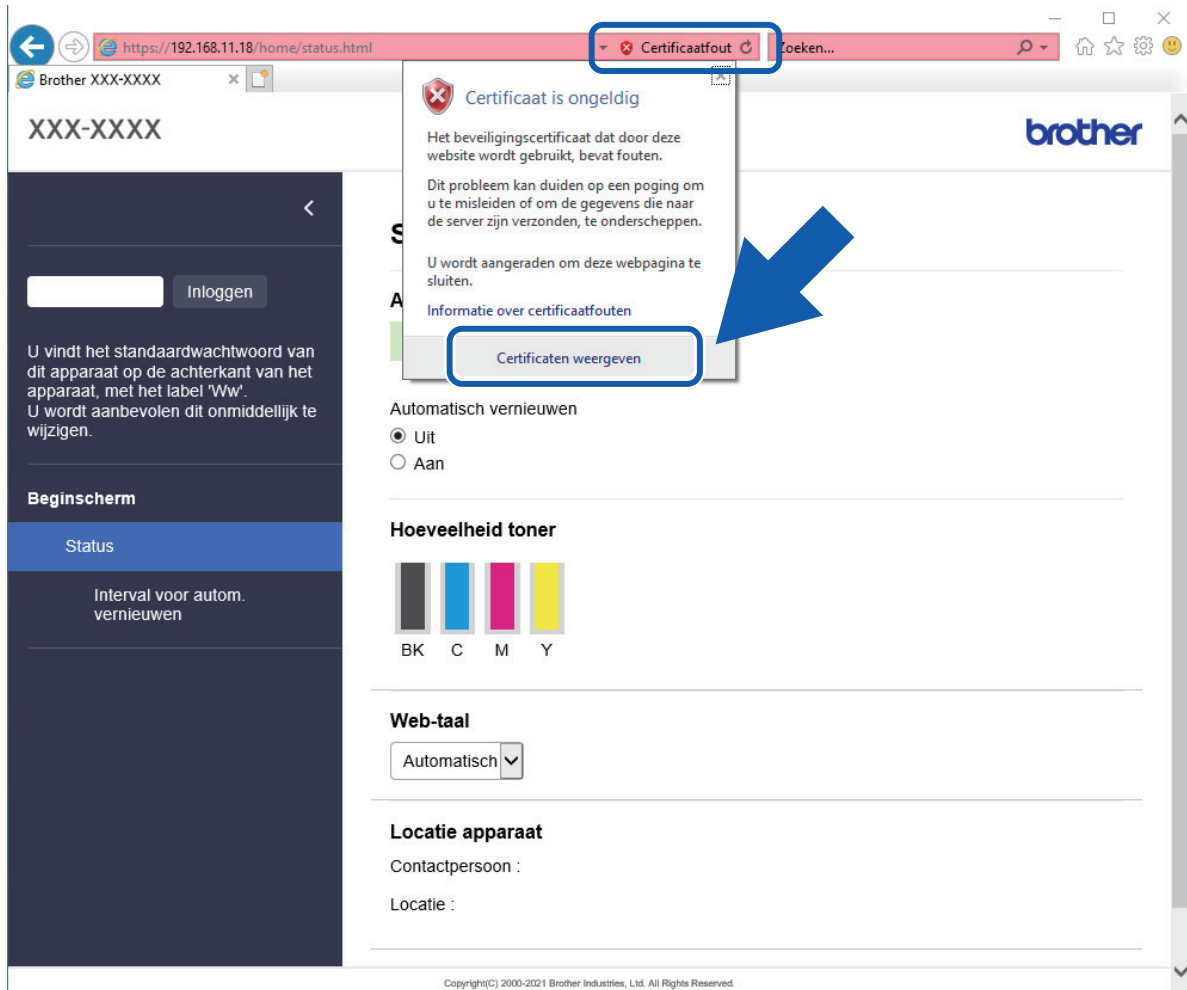 https://192.168.11.18/home/status.html
Certificaatfout
Zoeken...
Brother XXX-XXXX
XXX-XXXX
brother
Certificaat is ongeldig
Het beveiligingscertificaat dat door deze
website wordt gebruikt, bevat fouten.
Dit probleem kan duiden op een poging om
u te misleiden of om de gegevens die naar
de server zijn verzonden, te onderscheppen.
U wordt aangeraden om deze webpagina te
sluiten.
Informatie over certificaatfouten
Certificaten weergeven
Inloggen
U vindt het standaardwachtwoord van
dit apparaat op de achterkant van het
apparaat, met het label 'Ww'.
U wordt aanbevolen dit onmiddellijk te
wijzigen.
Beginscherm
Status
Interval voor autom.
vernieuwen
S
A
Automatisch vernieuwen
Uit
Aan
Hoeveelheid toner
BK C M Y
Web-taal
Automatisch
Locatie apparaat
Contactpersoon :
Locatie :
Copyright(C) 2000-2021 Brother Industries, Ltd. All Rights Reserved.